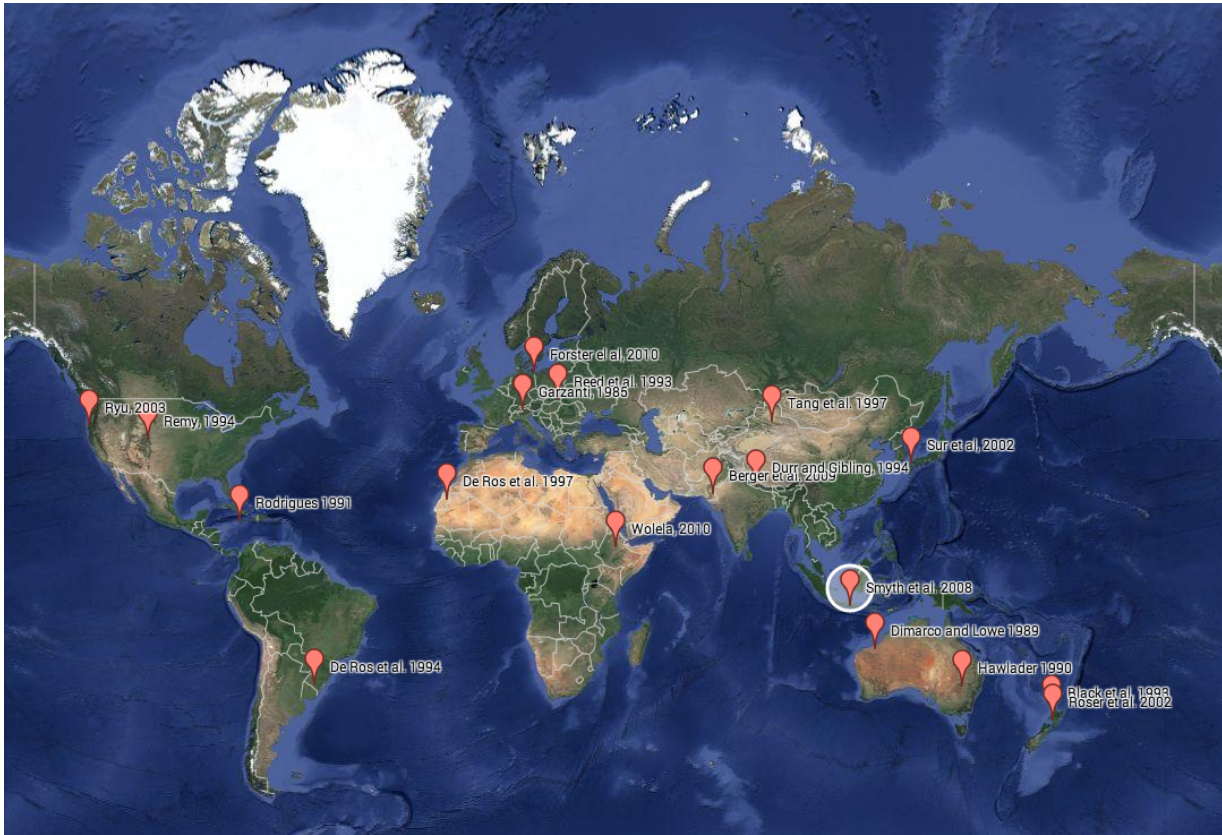 Forster el al, 2010
Reed et al. 1993
Garzanti, 1985
Ryu, 2003
Remy, 1994
Tang et al. 1997
Sur et al, 2002
Durr and Gibling, 1994
Berger et al. 2009
De Ros et al. 1997
Rodrigues 1991
Wolela, 2010
Smyth et al. 2008
Dimarco and Lowe 1989
De Ros et al. 1994
Hawlader 1990
Black et al. 1993
Roser et al. 2002